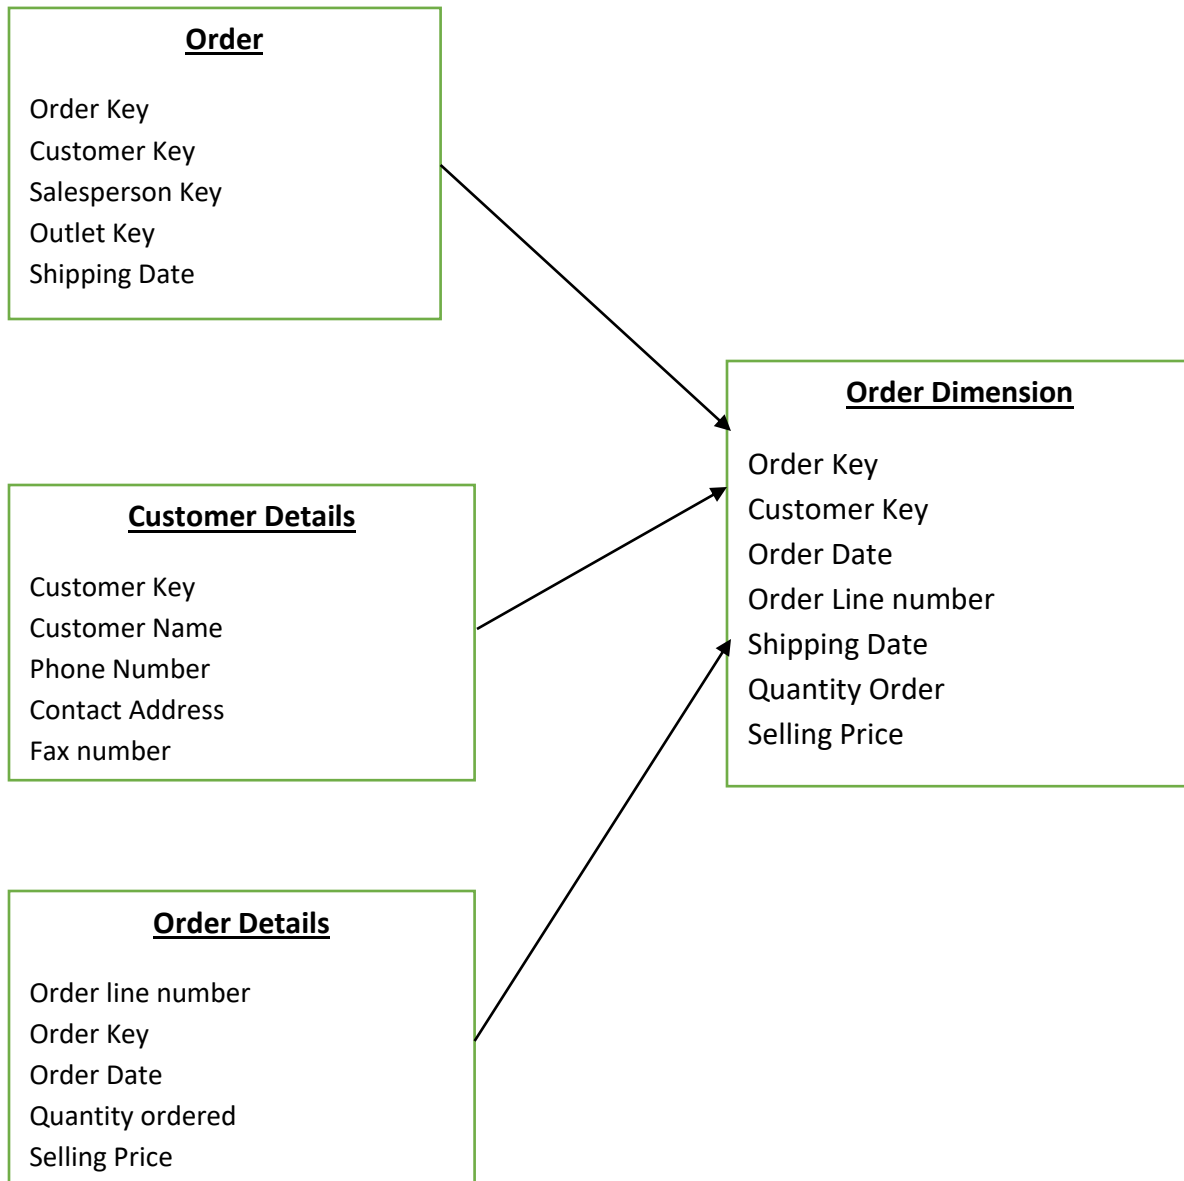 Order
Order Key
Customer Key
Salesperson Key
Outlet Key
Shipping Date
Customer Details
Customer Key
Customer Name
Phone Number
Contact Address
Fax number
Order Details
Order line number
Order Key
Order Date
Quantity ordered
Selling Price
Order Dimension
Order Key
Customer Key
Order Date
Order Line number
Shipping Date
Quantity Order
Selling Price